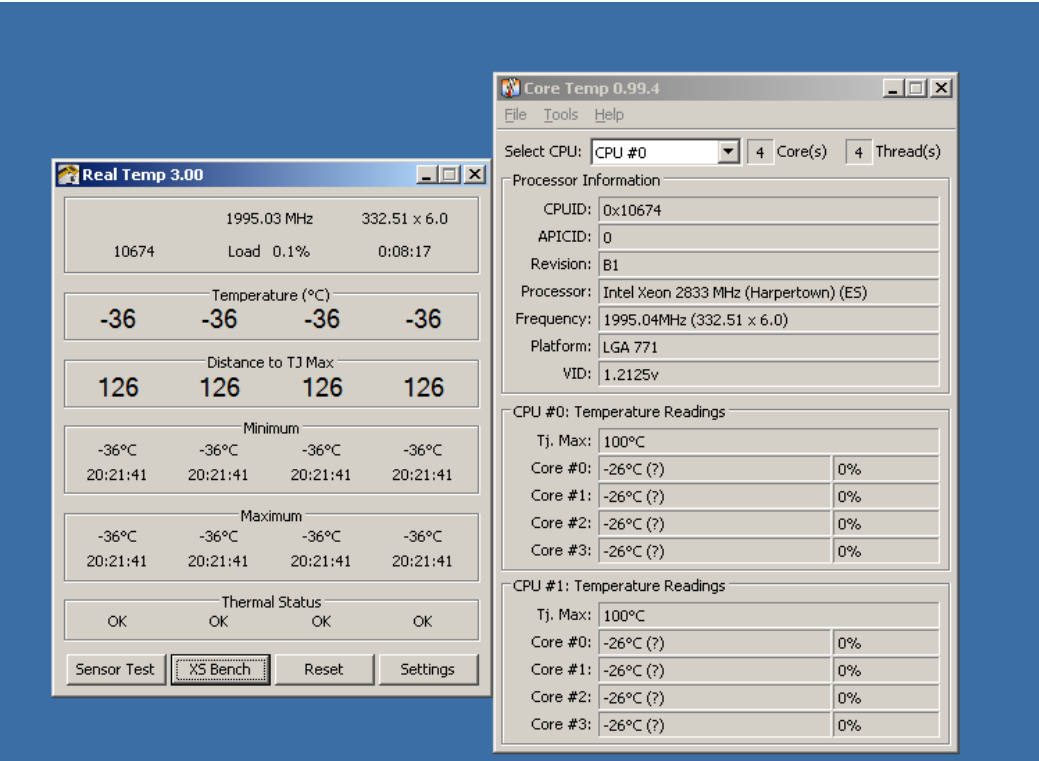 Real Temp 3.00
1995.03 MHz 332.51 x 6.0
10674 Load 0.1% 0:08:17
Temperature (°C)
-36 -36 -36 -36
Distance to TJ Max
126 126 126 126
Minimum
-36°C -36°C -36°C -36°C
20:21:41 20:21:41 20:21:41 20:21:41
Maximum
-36°C -36°C -36°C -36°C
20:21:41 20:21:41 20:21:41 20:21:41
Thermal Status
OK OK OK OK
Sensor Test XS Bench Reset Settings
Core Temp 0.99.4
File Tools Help
Select CPU: CPU #0 4 Core(s) 4 Thread(s)
Processor Information
CPUID: 0x10674
APICID: 0
Revision: B1
Processor: Intel Xeon 2833 MHz (Harpertown) (ES)
Frequency: 1995.04MHz (332.51 x 6.0)
Platform: LGA 771
VID: 1.2125v
CPU #0: Temperature Readings
Tj. Max: 100°C
Core #0: -26°C (?) 0%
Core #1: -26°C (?) 0%
Core #2: -26°C (?) 0%
Core #3: -26°C (?) 0%
CPU #1: Temperature Readings
Tj. Max: 100°C
Core #0: -26°C (?) 0%
Core #1: -26°C (?) 0%
Core #2: -26°C (?) 0%
Core #3: -26°C (?) 0%